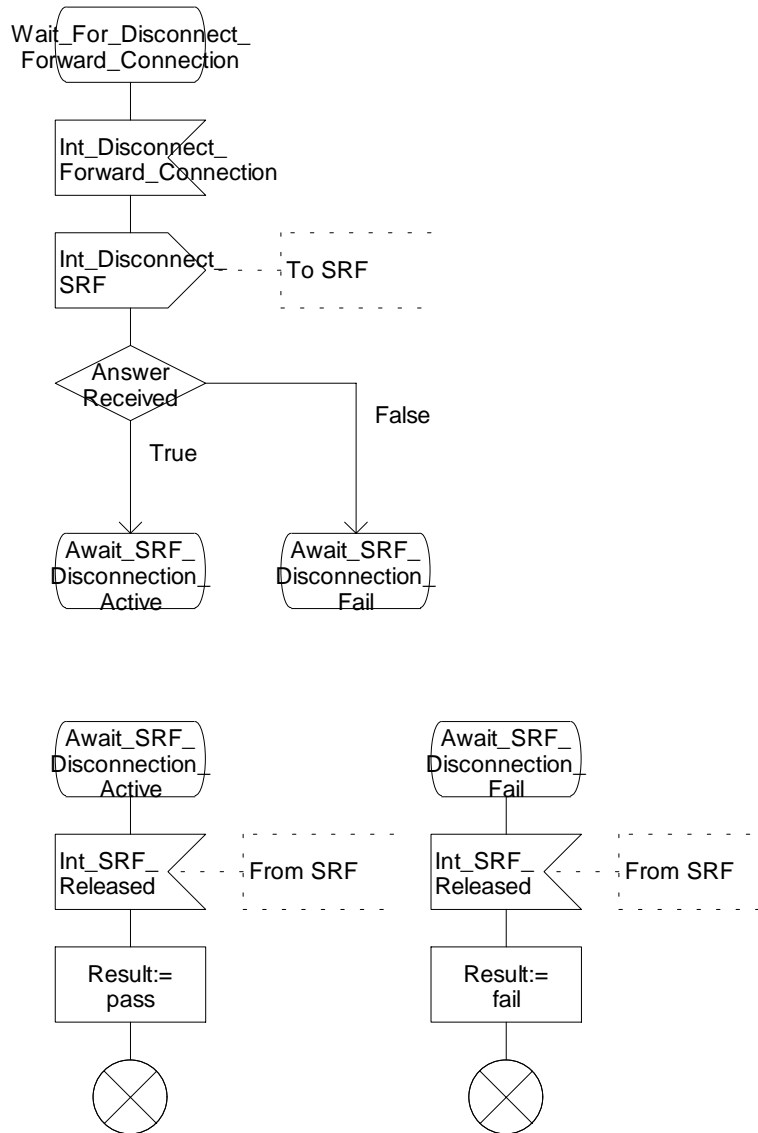 Wait_For_Disconnect_
Forward_Connection
Int_Disconnect_
Forward_Connection
Int_Disconnect_
SRF
To SRF
Answer
Received
False
True
Await_SRF_
Disconnection_
Active
Await_SRF_
Disconnection_
Fail
Await_SRF_
Disconnection_
Active
Await_SRF_
Disconnection_
Fail
Int_SRF_
Released
From SRF
Int_SRF_
Released
From SRF
Result:=
pass
Result:=
fail